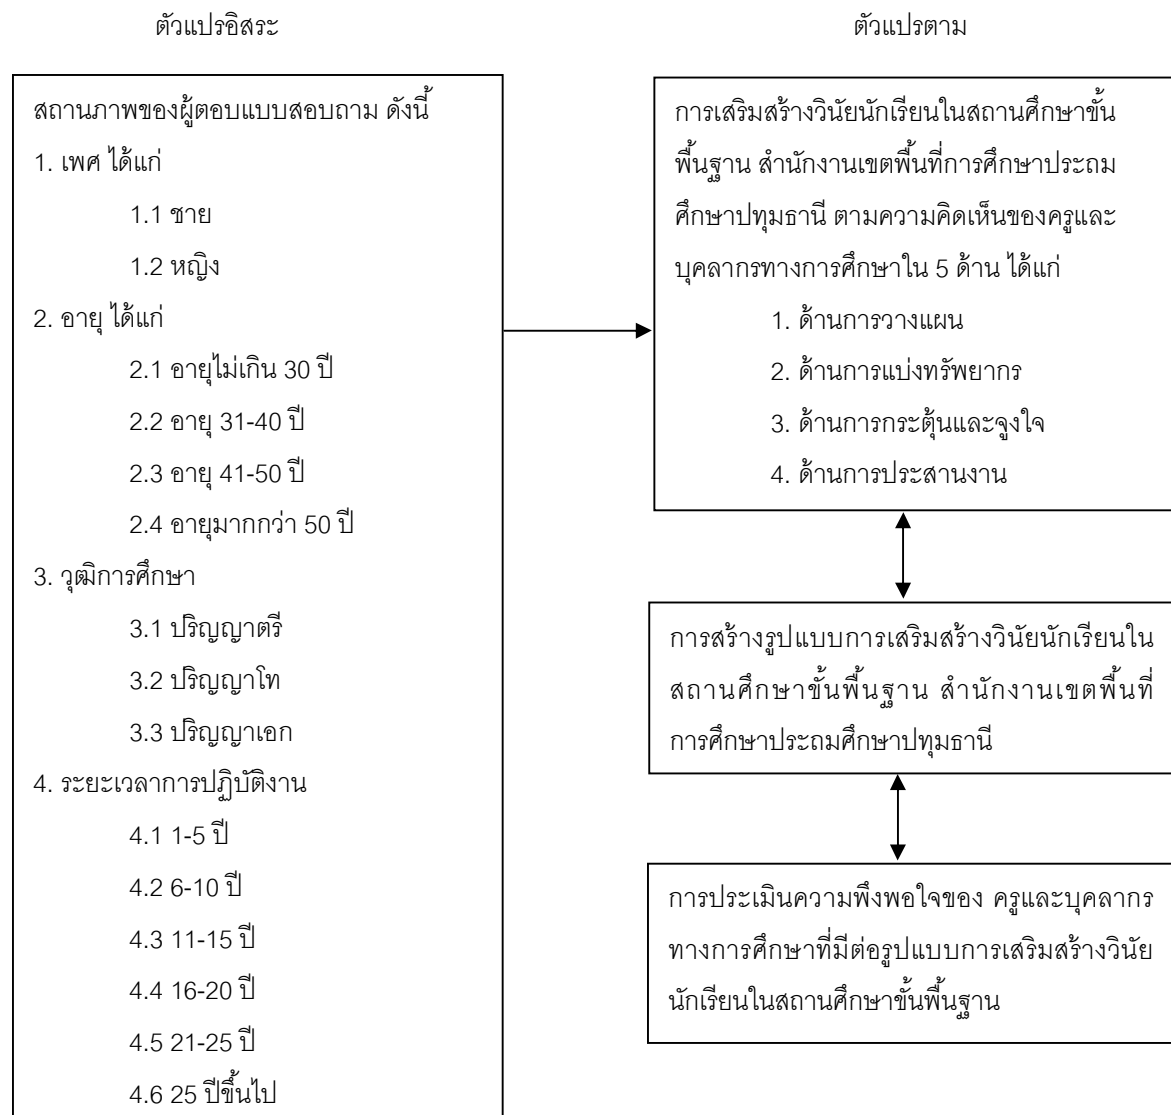 ตัวแปรอิสระ
ตัวแปรตาม
สถานภาพของผู้ตอบแบบสอบถาม ดังนี้
1. เพศ ได้แก่
1.1 ชาย
1.2 หญิง
2. อายุ ได้แก่
2.1 อายุไม่เกิน 30 ปี
2.2 อายุ 31-40 ปี
2.3 อายุ 41-50 ปี
2.4 อายุมากกว่า 50 ปี
3. วุฒิการศึกษา
3.1 ปริญญาตรี
3.2 ปริญญาโท
3.3 ปริญญาเอก
4. ระยะเวลาการปฏิบัติงาน
4.1 1-5 ปี
4.2 6-10 ปี
4.3 11-15 ปี
4.4 16-20 ปี
4.5 21-25 ปี
4.6 25 ปีขึ้นไป
การเสริมสร้างวินัยนักเรียนในสถานศึกษาขั้น
พื้นฐาน สำนักงานเขตพื้นที่การศึกษาประถม
ศึกษาปทุมธานี ตามความคิดเห็นของครูและ
บุคลากรทางการศึกษาใน 5 ด้าน ได้แก่
1. ด้านการวางแผน
2. ด้านการแบ่งทรัพยากร
3. ด้านการกระตุ้นและจูงใจ
4. ด้านการประสานงาน
การสร้างรูปแบบการเสริมสร้างวินัยนักเรียนใน
สถานศึกษาขั้นพื้นฐาน สำนักงานเขตพื้นที่
การศึกษาประถมศึกษาปทุมธานี
การประเมินความพึงพอใจของ ครูและบุคลากร
ทางการศึกษาที่มีต่อรูปแบบการเสริมสร้างวินัย
นักเรียนในสถานศึกษาขั้นพื้นฐาน